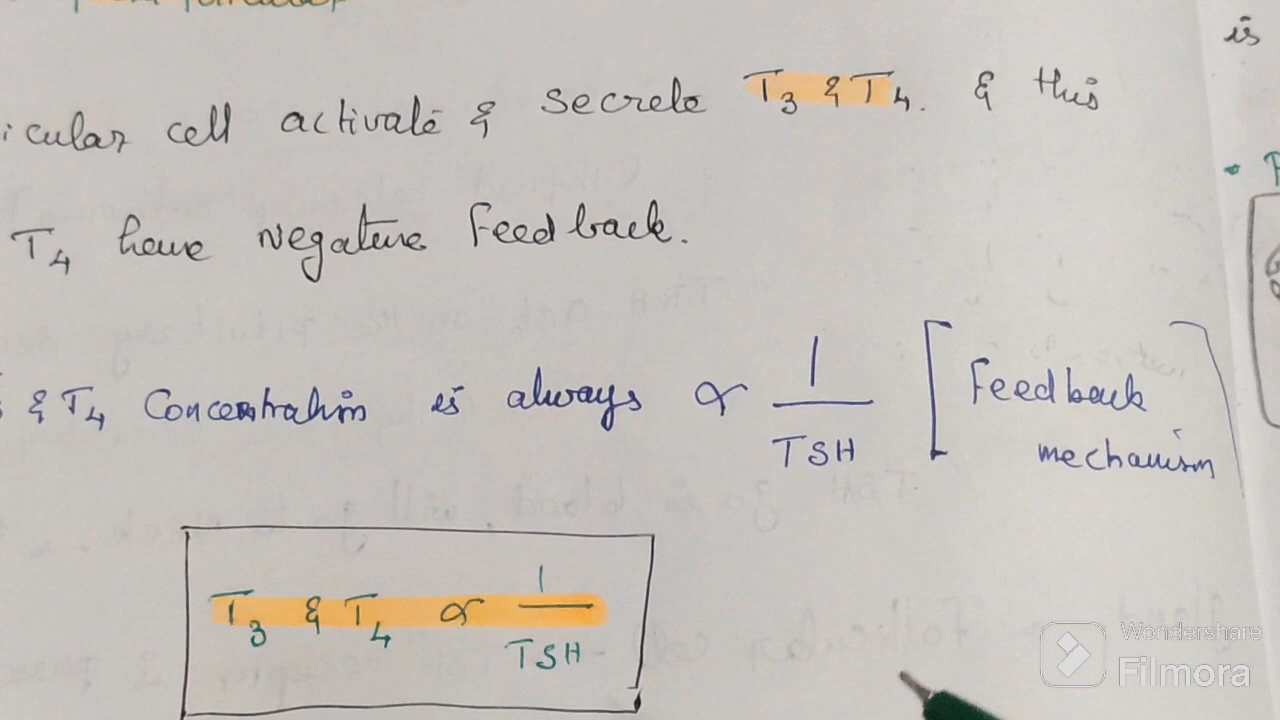 icular cell activate & secrete T3 & T4. & this
is
T4 have Negative Feedback.
& T4 Concentration is always ∝ 1/TSH [Feedback mechanism]
T3 & T4 ∝ 1/TSH
Wondershare
Filmora